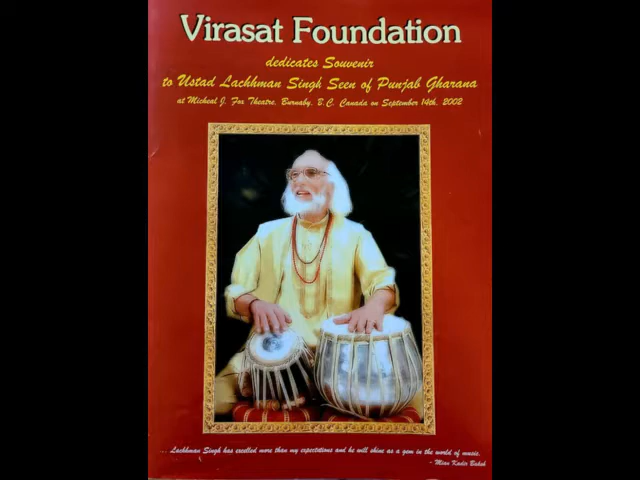 Virasat Foundation
dedicates Souvenir
to Ustad Lachhman Singh Seen of Punjab Gharana
at Micheal J. Fox Theatre, Burnaby, B.C. Canada on September 14th, 2002
... Lachhman Singh has excelled more than my expectations and he will shine as a gem in the world of music.
- Mian Kader Baksh